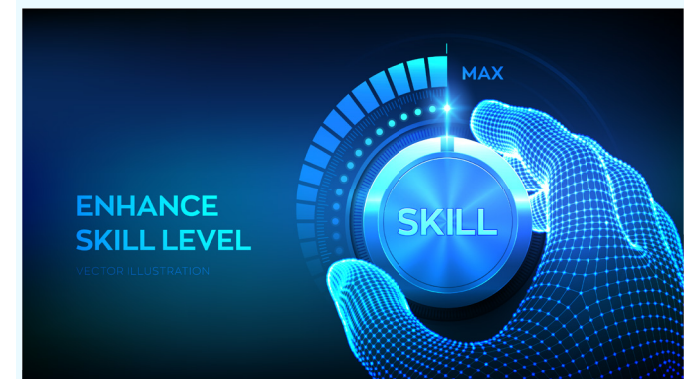 ENHANCE
SKILL LEVEL
VECTOR ILLUSTRATION
MAX
SKILL